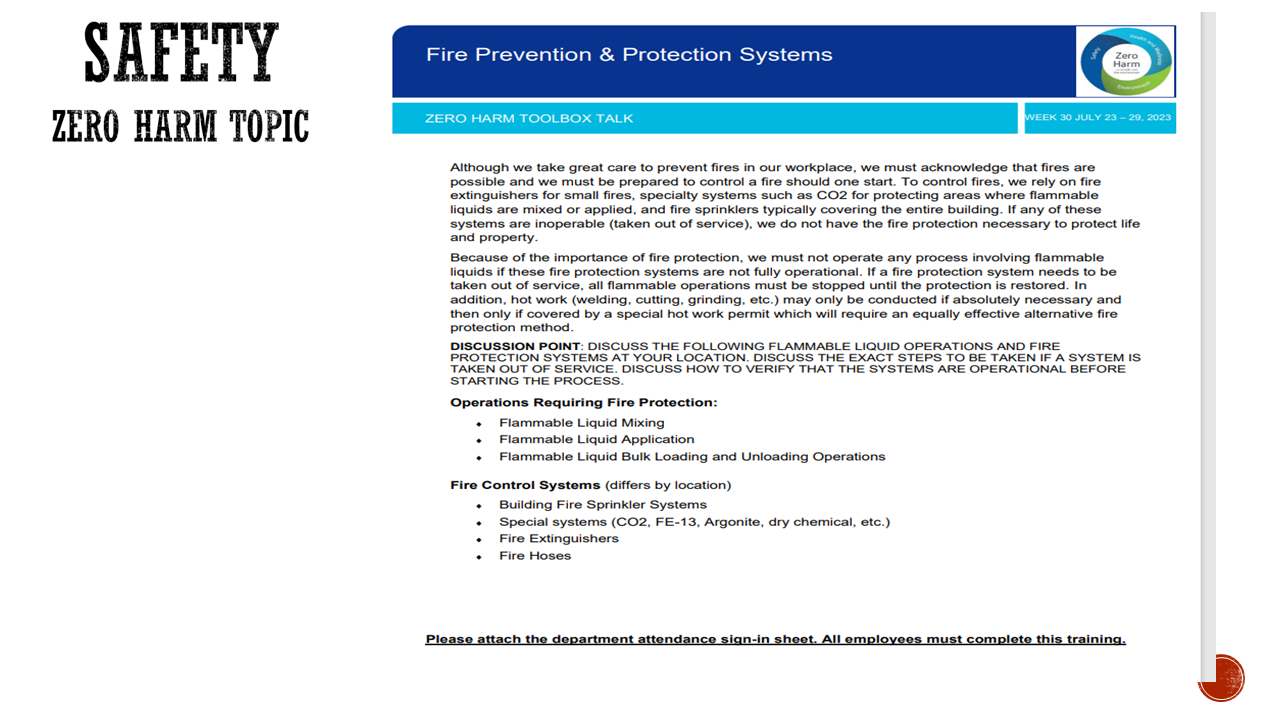 SAFETY
ZERO HARM TOPIC
Fire Prevention & Protection Systems
Safety
Health and Wellbeing
Zero
Harm
Environment
ZERO HARM TOOLBOX TALK
WEEK 30 JULY 23 – 29, 2023
Although we take great care to prevent fires in our workplace, we must acknowledge that fires are
possible and we must be prepared to control a fire should one start. To control fires, we rely on fire
extinguishers for small fires, specialty systems such as CO2 for protecting areas where flammable
liquids are mixed or applied, and fire sprinklers typically covering the entire building. If any of these
systems are inoperable (taken out of service), we do not have the fire protection necessary to protect life
and property.
Because of the importance of fire protection, we must not operate any process involving flammable
liquids if these fire protection systems are not fully operational. If a fire protection system needs to be
taken out of service, all flammable operations must be stopped until the protection is restored. In
addition, hot work (welding, cutting, grinding, etc.) may only be conducted if absolutely necessary and
then only if covered by a special hot work permit which will require an equally effective alternative fire
protection method.
DISCUSSION POINT: DISCUSS THE FOLLOWING FLAMMABLE LIQUID OPERATIONS AND FIRE
PROTECTION SYSTEMS AT YOUR LOCATION. DISCUSS THE EXACT STEPS TO BE TAKEN IF A SYSTEM IS
TAKEN OUT OF SERVICE. DISCUSS HOW TO VERIFY THAT THE SYSTEMS ARE OPERATIONAL BEFORE
STARTING THE PROCESS.
Operations Requiring Fire Protection:
Flammable Liquid Mixing
Flammable Liquid Application
Flammable Liquid Bulk Loading and Unloading Operations
Fire Control Systems (differs by location)
Building Fire Sprinkler Systems
Special systems (CO2, FE-13, Argonite, dry chemical, etc.)
Fire Extinguishers
Fire Hoses
Please attach the department attendance sign-in sheet. All employees must complete this training.